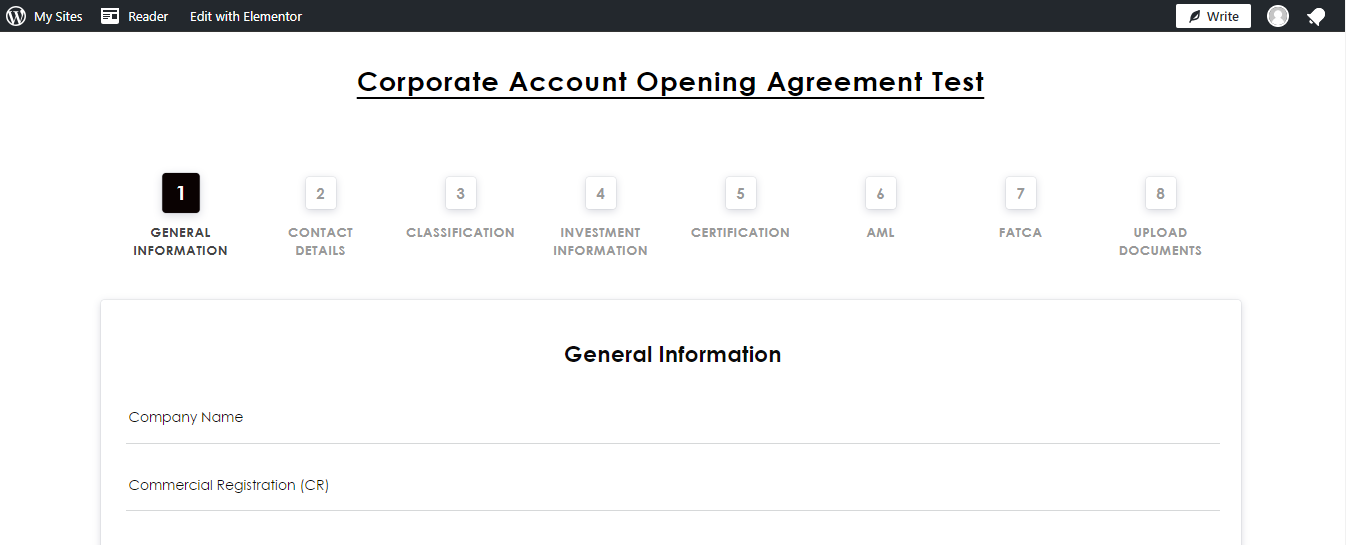 My Sites Reader Edit with Elementor Write
Corporate Account Opening Agreement Test
1 2 3 4 5 6 7 8
GENERAL INFORMATION
CONTACT DETAILS
CLASSIFICATION
INVESTMENT INFORMATION
CERTIFICATION
AML
FATCA
UPLOAD DOCUMENTS
General Information
Company Name
Commercial Registration (CR)